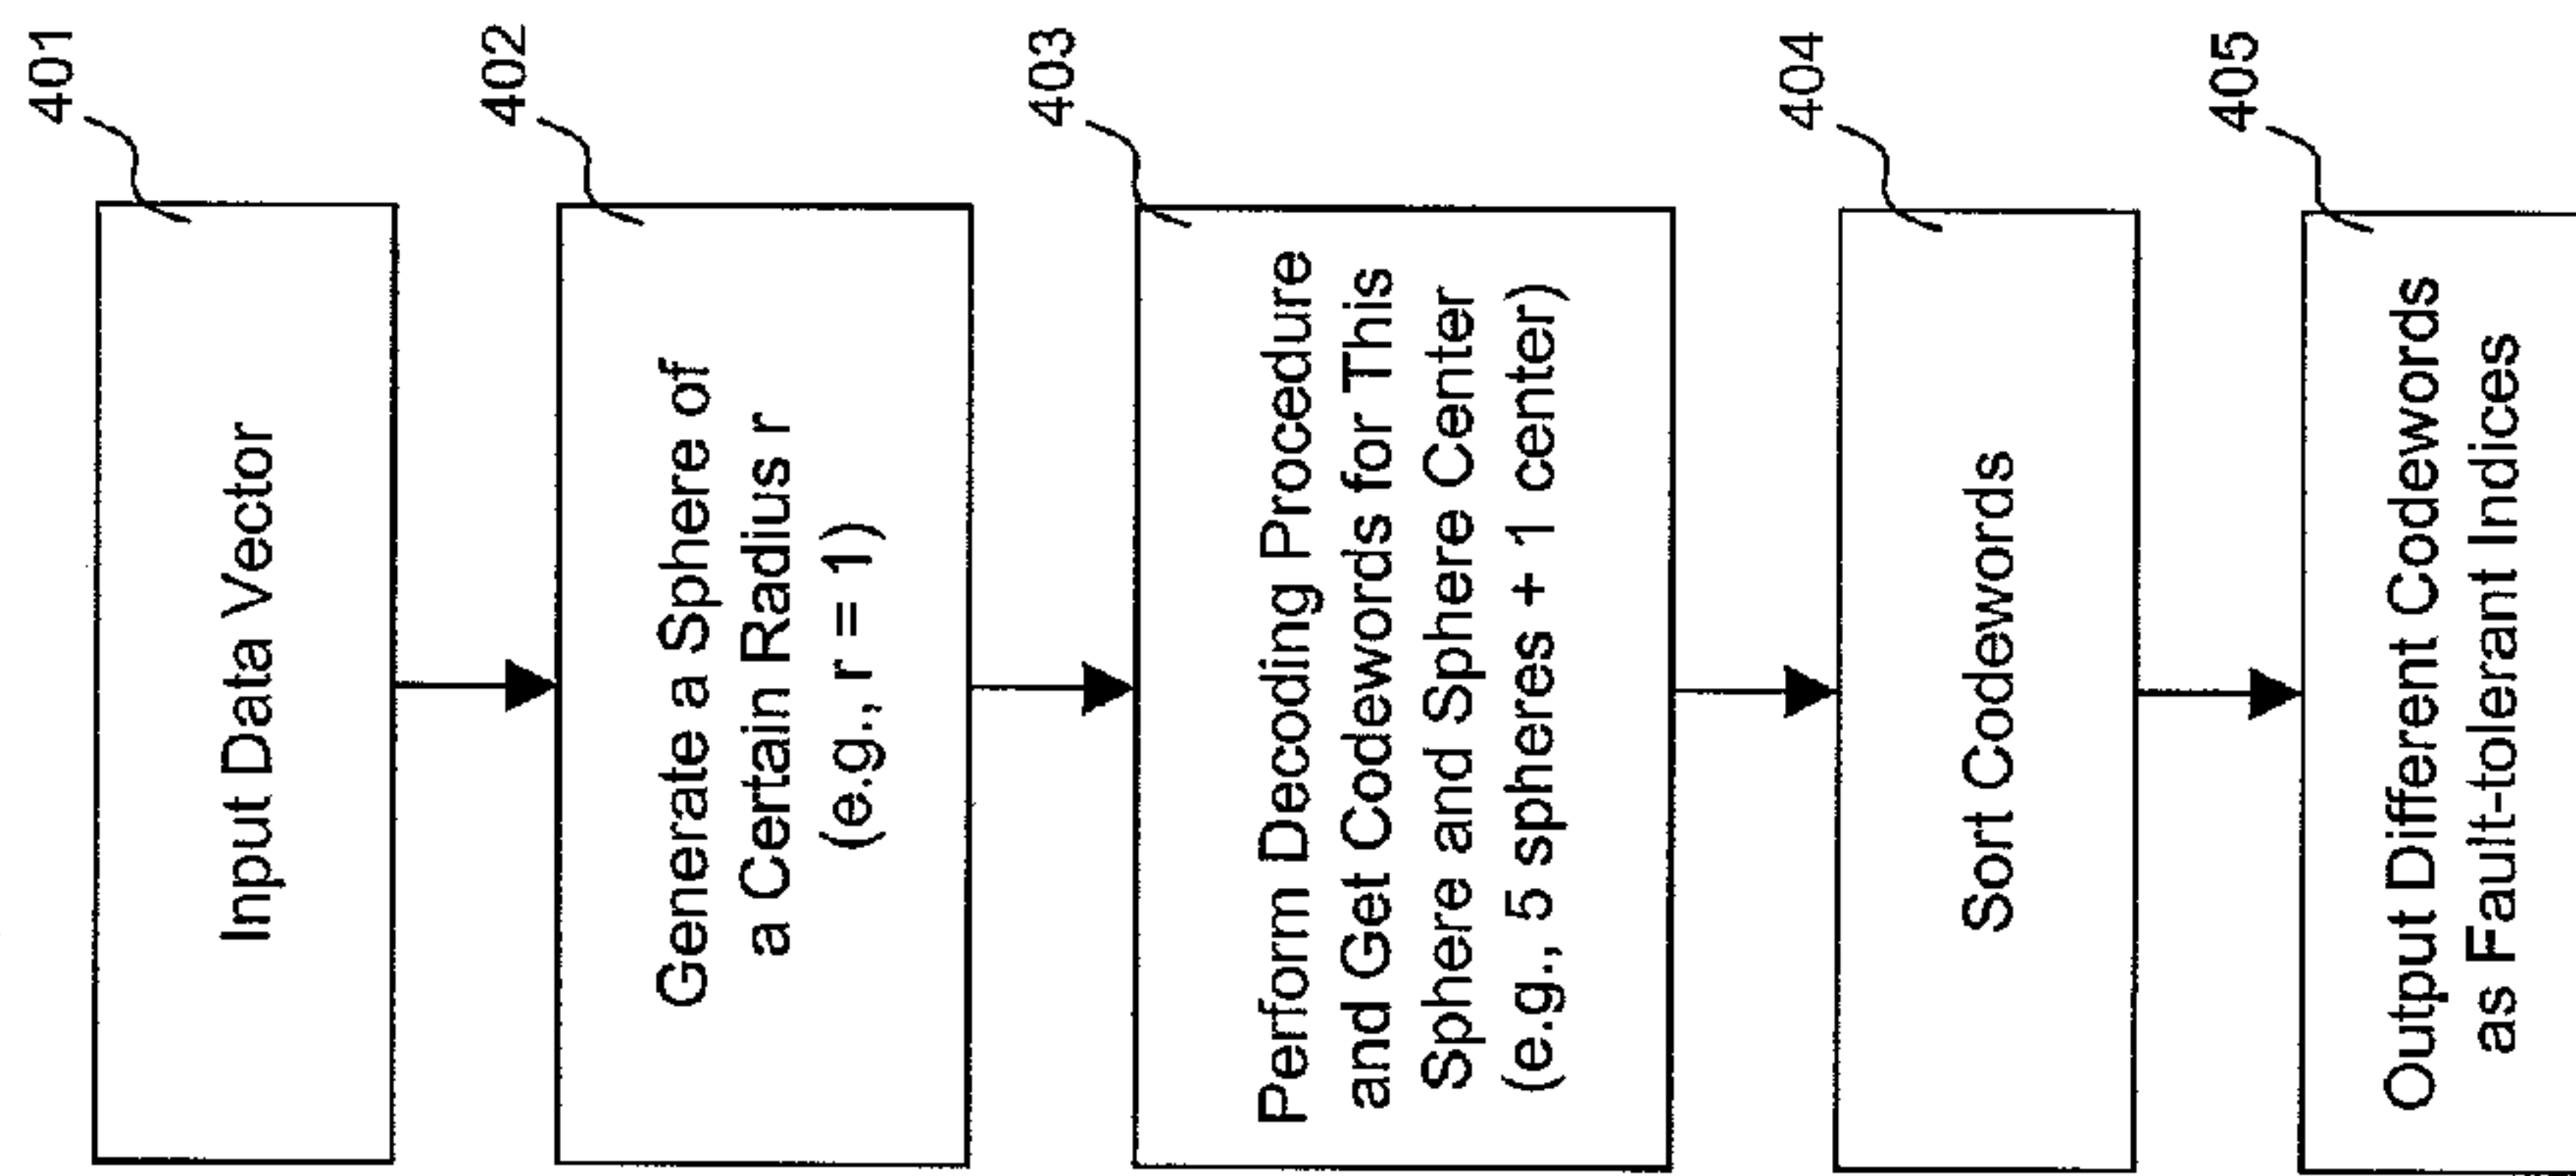 401
Input Data Vector
402
Generate a Sphere of
a Certain Radius r
(e.g., r = 1)
403
Perform Decoding Procedure
and Get Codewords for This
Sphere and Sphere Center
(e.g., 5 spheres + 1 center)
404
Sort Codewords
405
Output Different Codewords
as Fault-tolerant Indices